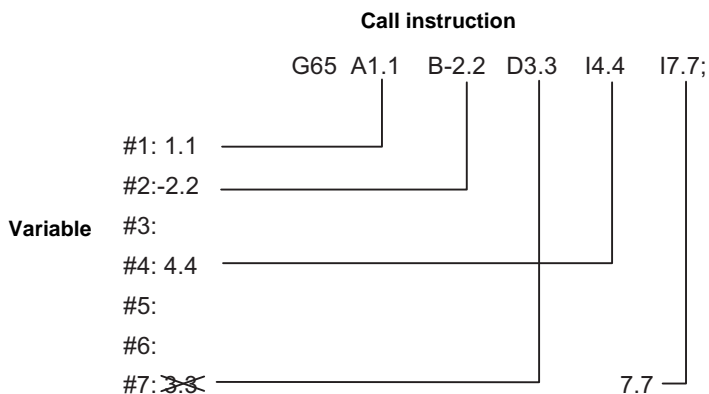 Call instruction
G65 A1.1 B-2.2 D3.3 I4.4 I7.7;
#1: 1.1
#2:-2.2
Variable #3:
#4: 4.4
#5:
#6:
#7: 3.3 7.7